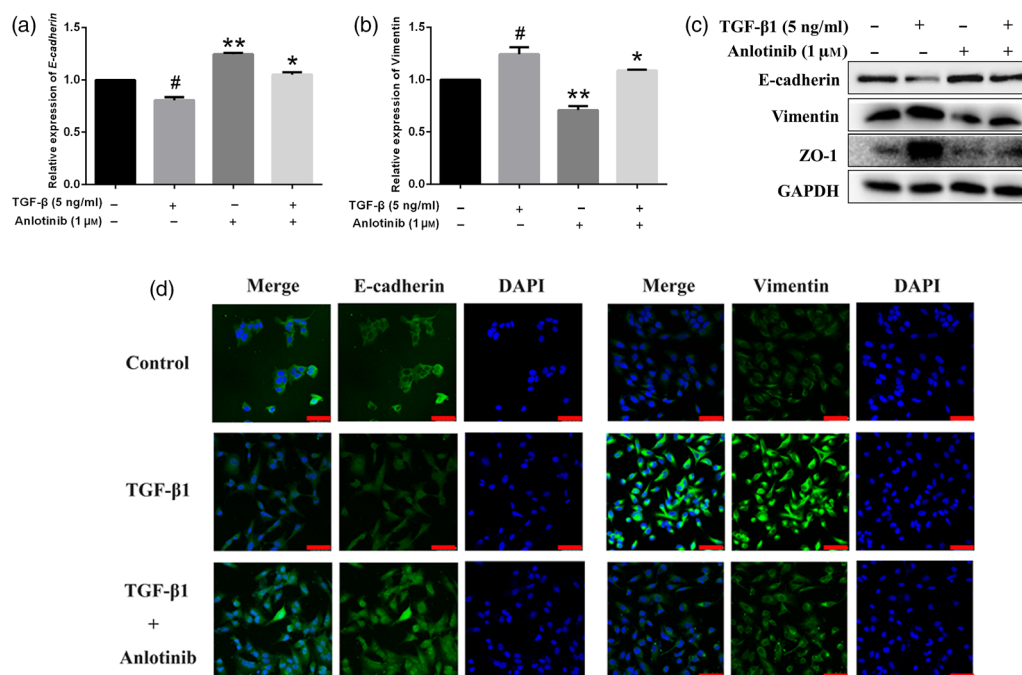 (a)
Relative expression of E-cadherin
1.5
1.0
0.5
0.0
#
**
*
TGF-β (5 ng/ml) – + – +
Anlotinib (1 μM) – – + +
(b)
Relative expression of Vimentin
1.5
1.0
0.5
0.0
#
**
*
TGF-β (5 ng/ml) – + – +
Anlotinib (1 μM) – – + +
(c)
TGF-β1 (5 ng/ml) – + – +
Anlotinib (1 μM) – – + +
E-cadherin
Vimentin
ZO-1
GAPDH
(d)
Merge E-cadherin DAPI Merge Vimentin DAPI
Control
TGF-β1
TGF-β1
+
Anlotinib